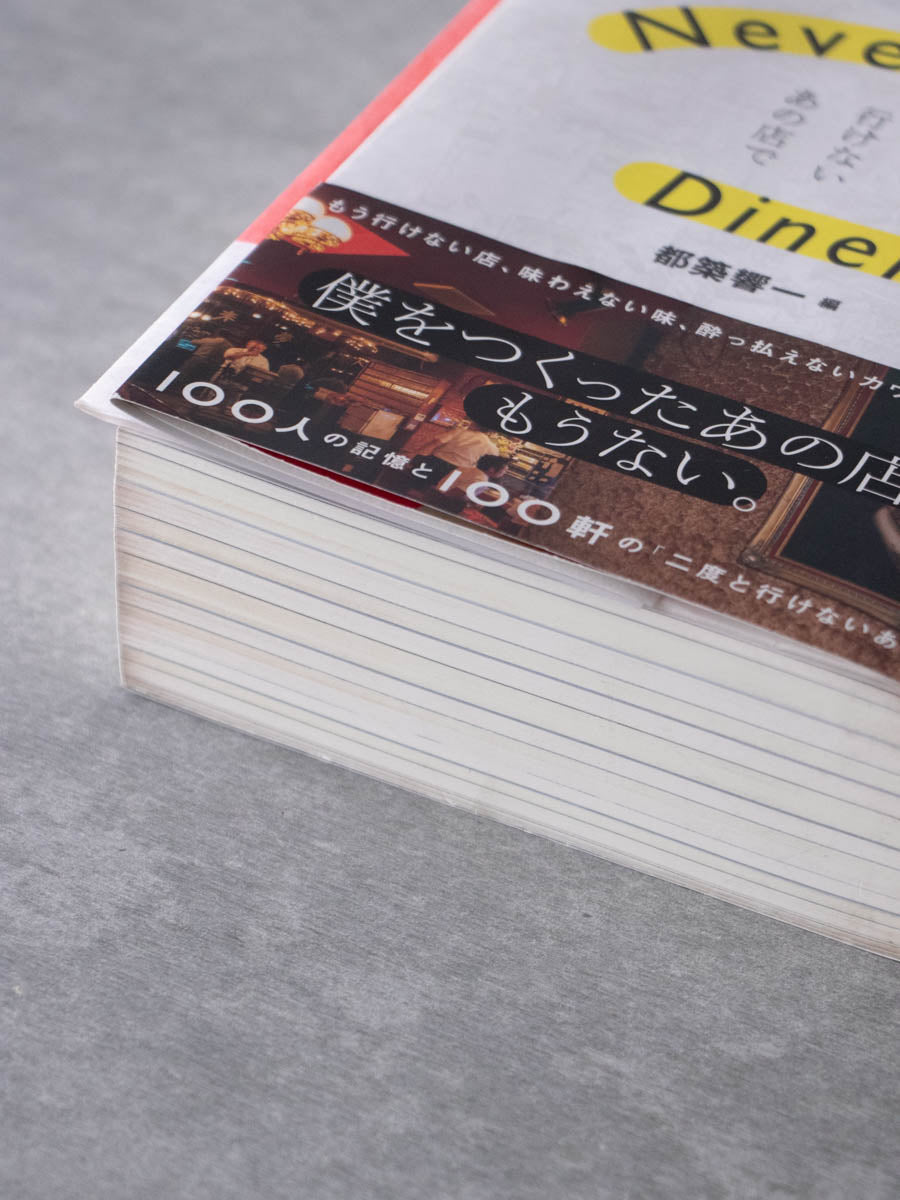 Neve
行けない
あの店で
Dine
都築響一 編
もう行けない店、味わえない味、酔っ払えないカウ
僕をつくったあの店
もうない。
100人の記憶と100軒の「二度と行けないあ